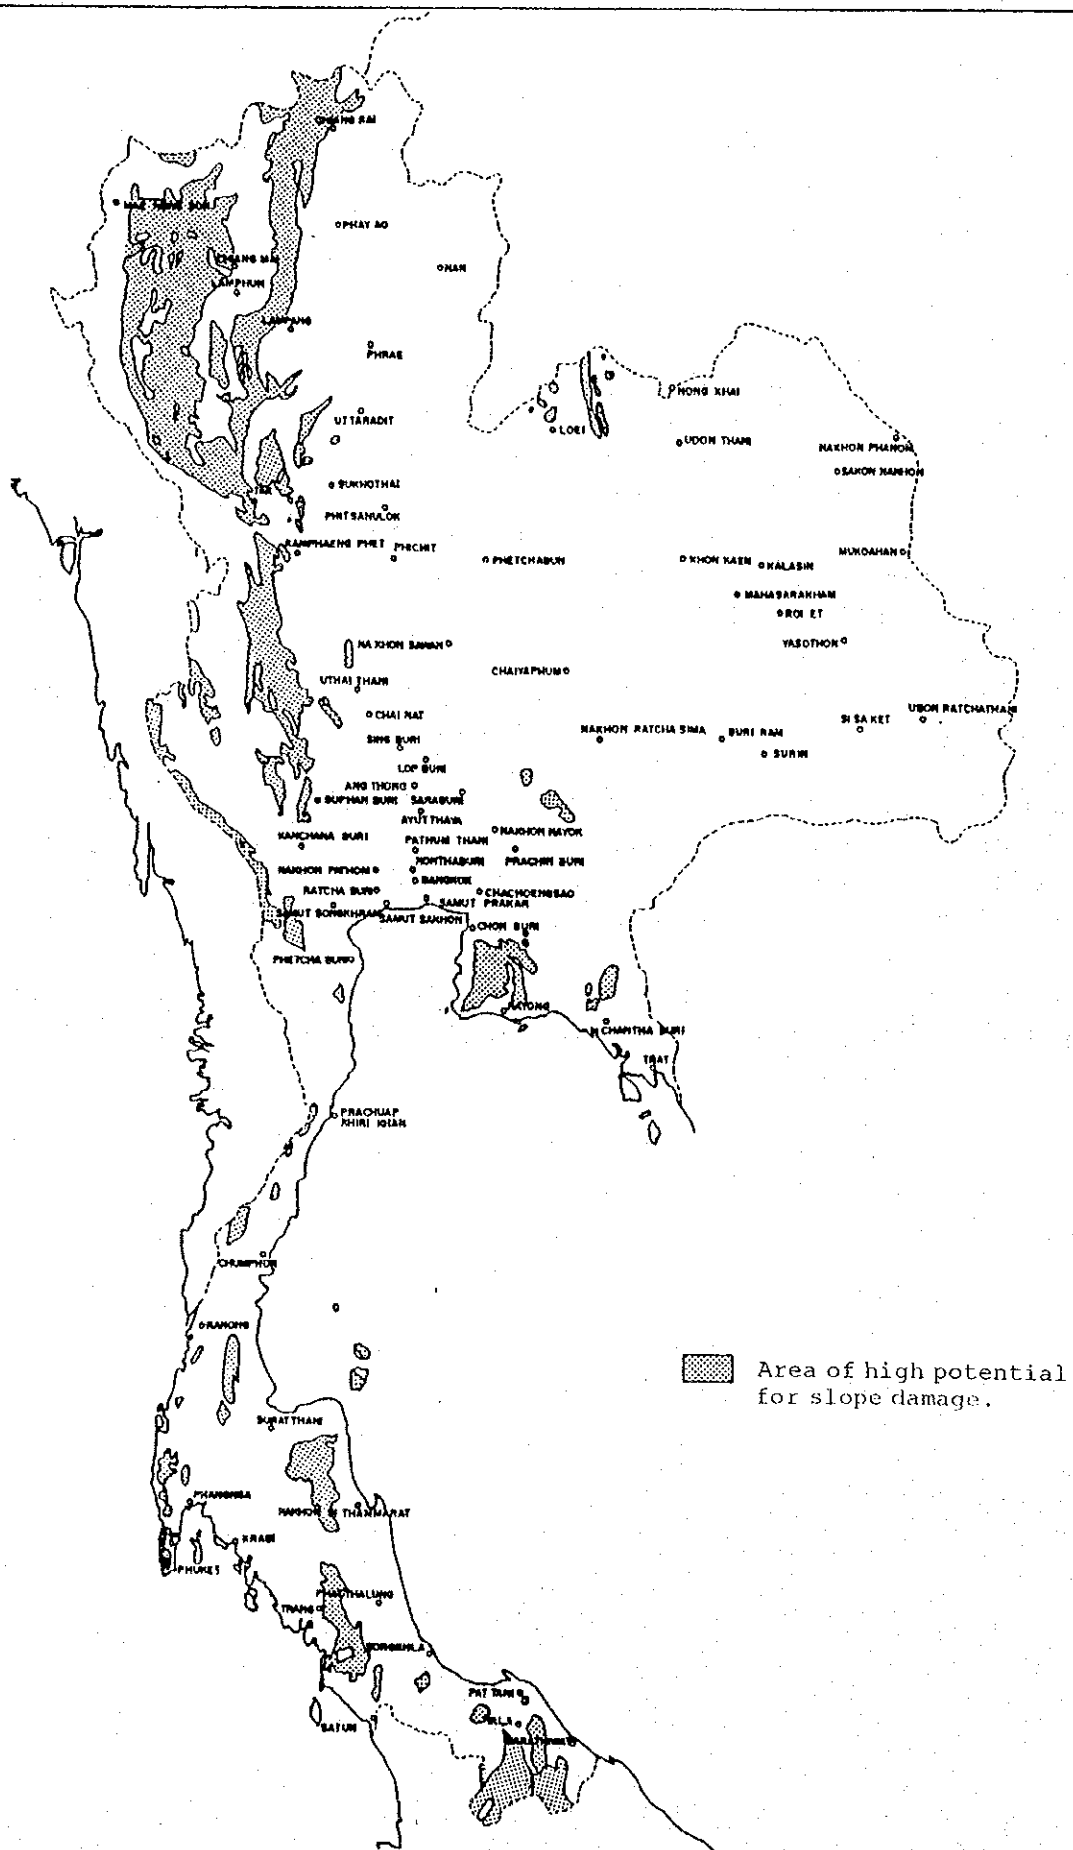 CHIANG RAI
PHAYAO
NAN
LAMPHUN
LAMPANG
PHRAE
UTTARADIT
LOEI
NONG KHAI
UDON THANI
NAKHON PHANOM
SAKON NAKHON
SUKHOTHAI
TAK
PHITSANULOK
KAMPHAENG PHET
PHICHIT
PHETCHABUN
KHON KAEN
KALASIN
MUKDAHAN
MAHASARAKHAM
ROI ET
YASOTHON
NAKHON SAWAN
CHAIYAPHUM
UTHAI THANI
CHAI NAT
SING BURI
NAKHON RATCHA SIMA
BURI RAM
SI SA KET
UBON RATCHATHANI
SURIN
LOP BURI
ANG THONG
SUPHAN BURI
SARABURI
AYUTTHAYA
KANCHANA BURI
PATHUM THANI
NAKHON NAYOK
NONTHABURI
PRACHIN BURI
NAKHON PATHOM
BANGKOK
RATCHA BURI
CHACHOENGSAO
SAMUT PRAKAR
SAMUT SONGKHRAM
SAMUT SAKHON
CHON BURI
PHETCHA BURI
RAYONG
CHANTHA BURI
TRAT
PRACHUAP
KHIRI KHAN
CHUMPHON
RANONG
Area of high potential
for slope damage.
SURAT THANI
PHANGNGA
NAKHON SI THAMMARAT
KRABI
PHUKET
PHATTHALUNG
TRANG
SONGKHLA
PATTANI
SATUN